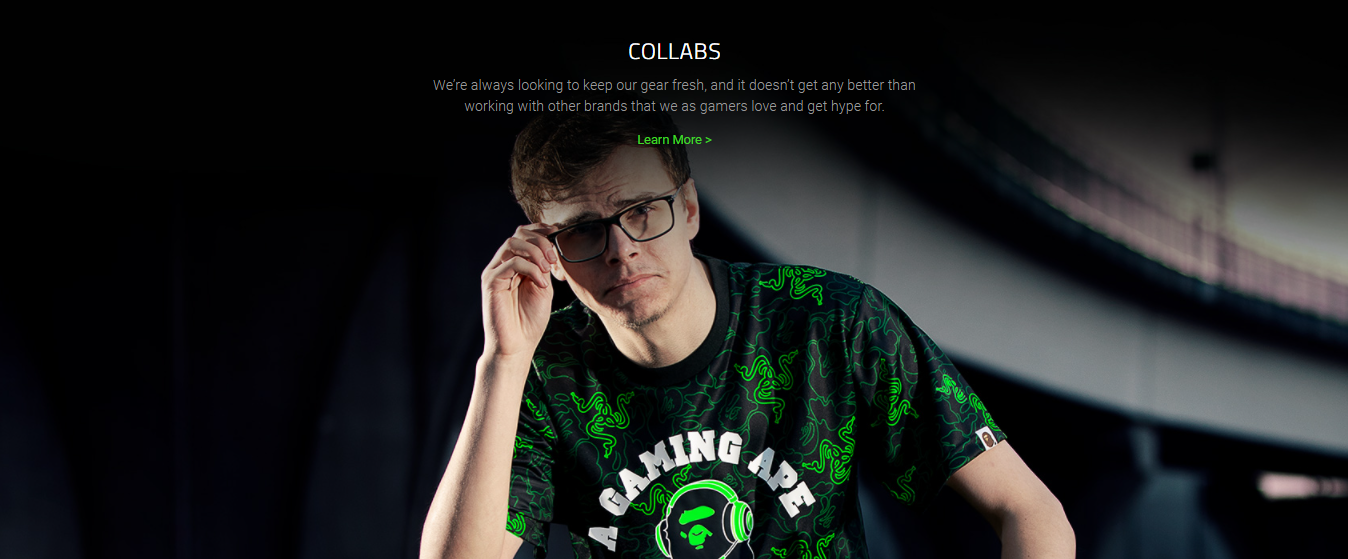 COLLABS
We’re always looking to keep our gear fresh, and it doesn’t get any better than
working with other brands that we as gamers love and get hype for.
Learn More >
A GAMING APE